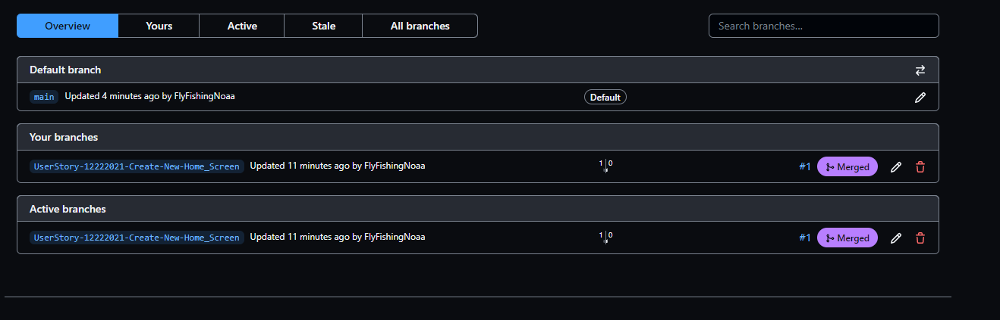 Overview Yours Active Stale All branches Search branches...
Default branch
main Updated 4 minutes ago by FlyFishingNoaa Default
Your branches
UserStory-12222021-Create-New-Home_Screen Updated 11 minutes ago by FlyFishingNoaa 1 0 #1 Merged
Active branches
UserStory-12222021-Create-New-Home_Screen Updated 11 minutes ago by FlyFishingNoaa 1 0 #1 Merged